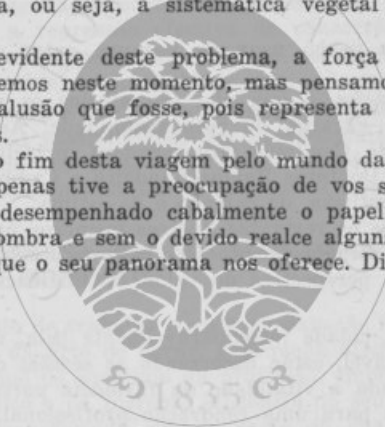 a, ou seja, a sistemática vegetal
evidente deste problema, a força
emos neste momento, mas pensamo
alusão que fosse, pois representa
s.
o fim desta viagem pelo mundo da
penas tive a preocupação de vos s
desempenhado cabalmente o papel
ombra e sem o devido realce algun
que o seu panorama nos oferece. Di
1835